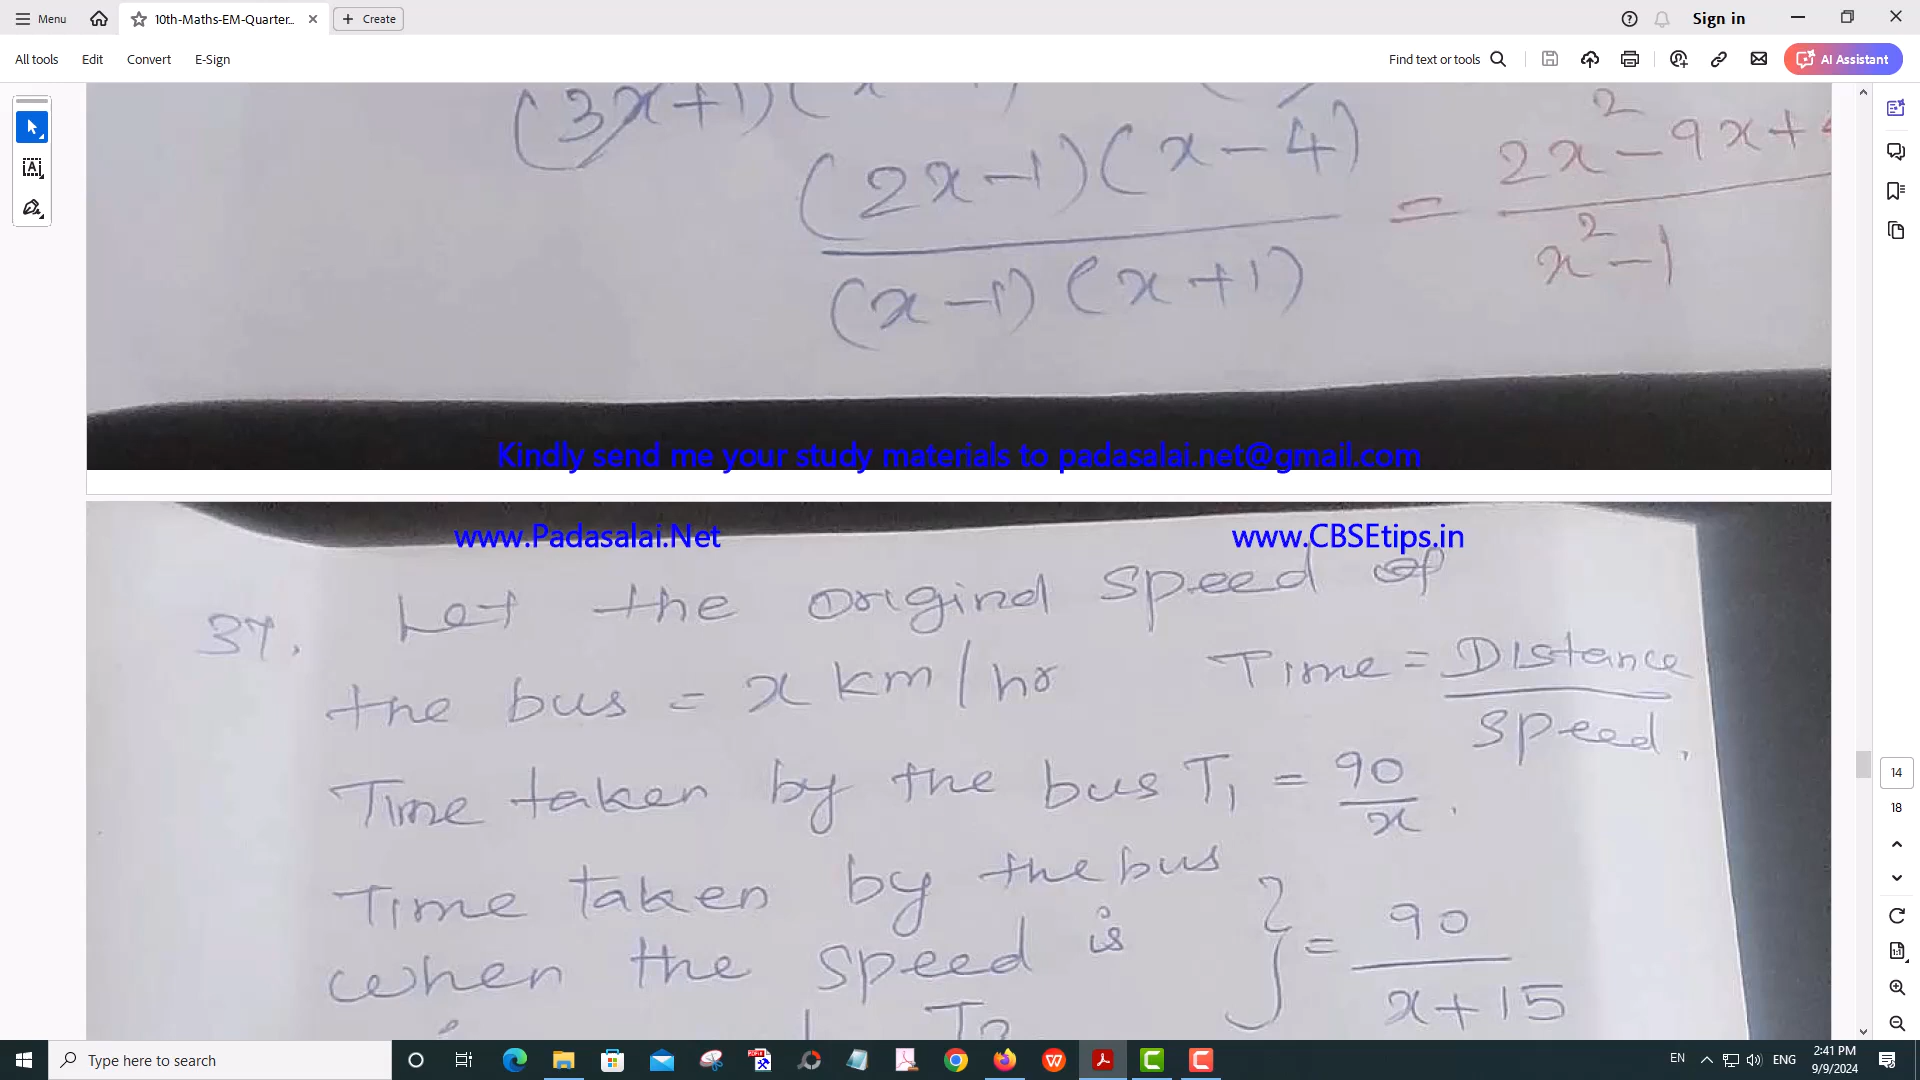 Menu
10th-Maths-EM-Quarter...
Create
Sign in
All tools
Edit
Convert
E-Sign
Find text or tools
AI Assistant
(3x+1)(
(2x-1)(x-4)
(x-1)(x+1)
=
2x²-9x+4
x²-1
Kindly send me your study materials to padasalai.net@gmail.com
www.Padasalai.Net
www.CBSEtips.in
37. Let the original speed of
the bus = x km/hr
Time = Distance
Speed.
Time taken by the bus T₁ = 90
x.
Time taken by the bus
when the speed is
} = 90
x+15
T₂
14
18
Type here to search
EN
ENG
2:41 PM
9/9/2024